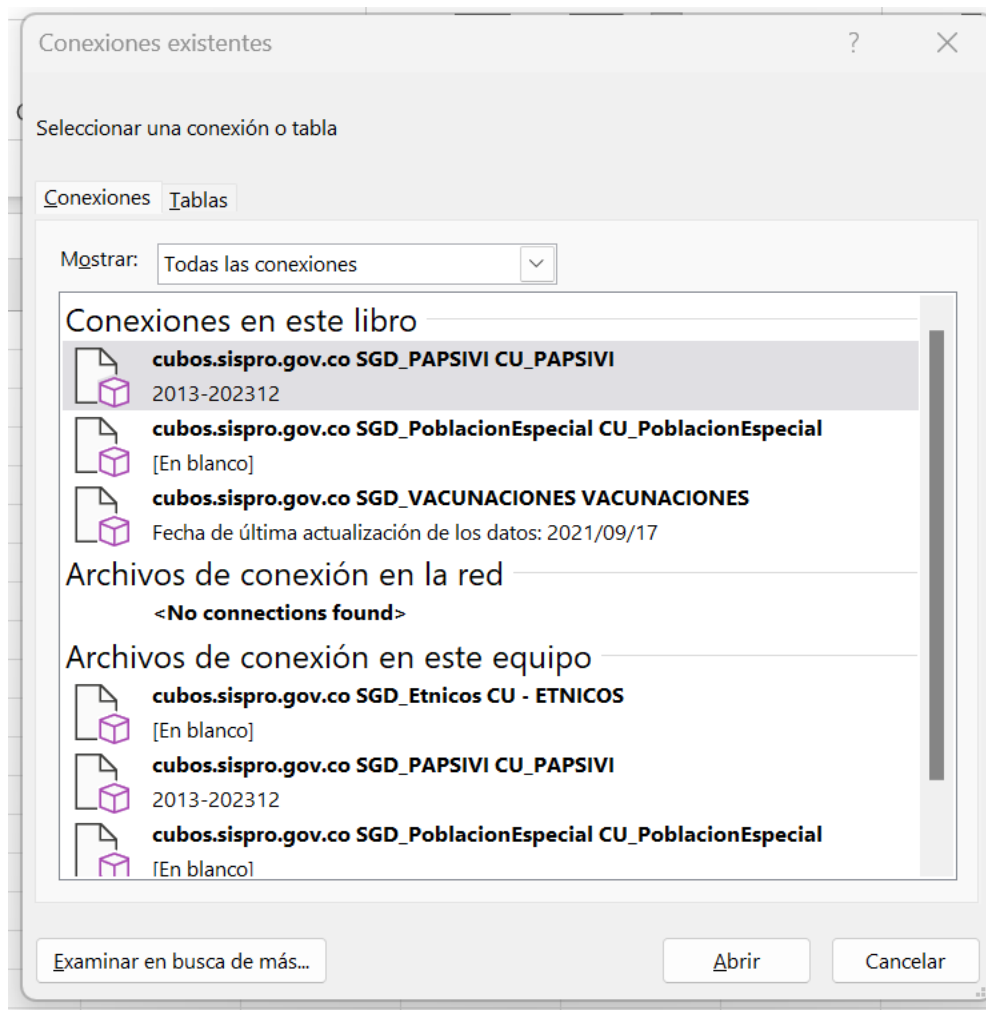 Conexiones existentes
?
Seleccionar una conexión o tabla
Conexiones Tablas
Mostrar: Todas las conexiones
Conexiones en este libro
cubos.sispro.gov.co SGD_PAPSIVI CU_PAPSIVI
2013-202312
cubos.sispro.gov.co SGD_PoblacionEspecial CU_PoblacionEspecial
[En blanco]
cubos.sispro.gov.co SGD_VACUNACIONES VACUNACIONES
Fecha de última actualización de los datos: 2021/09/17
Archivos de conexión en la red
<No connections found>
Archivos de conexión en este equipo
cubos.sispro.gov.co SGD_Etnicos CU - ETNICOS
[En blanco]
cubos.sispro.gov.co SGD_PAPSIVI CU_PAPSIVI
2013-202312
cubos.sispro.gov.co SGD_PoblacionEspecial CU_PoblacionEspecial
[En blanco]
Examinar en busca de más... Abrir Cancelar